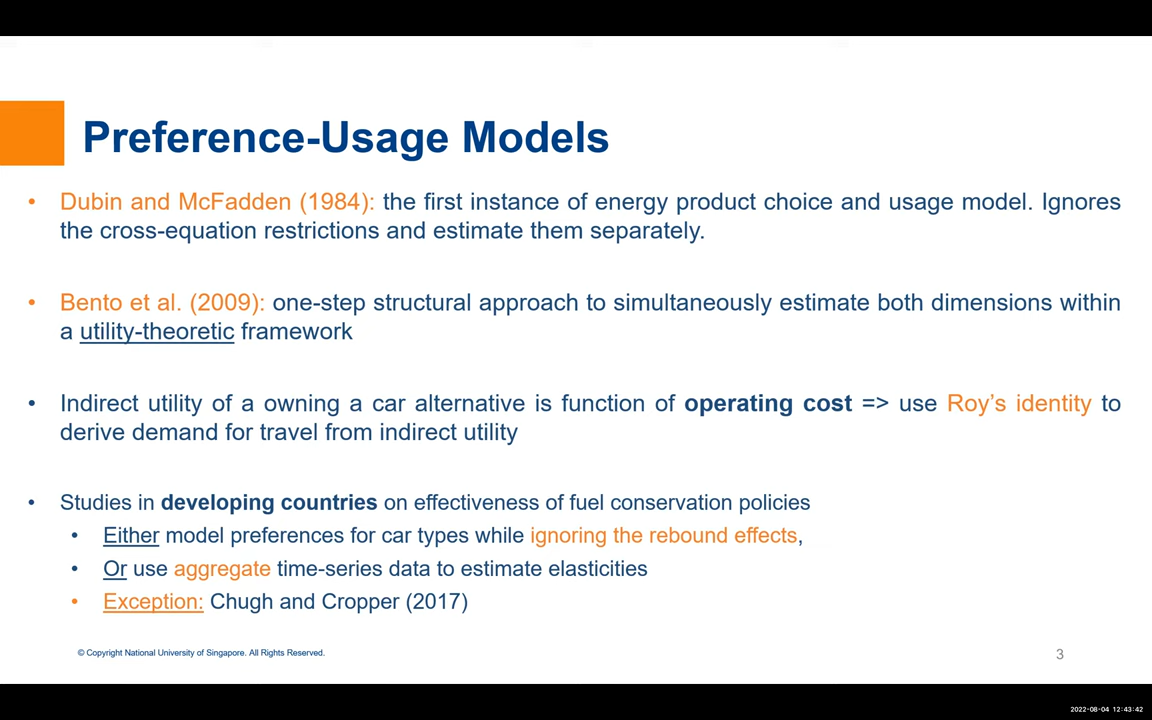 Preference-Usage Models
• Dubin and McFadden (1984): the first instance of energy product choice and usage model. Ignores
the cross-equation restrictions and estimate them separately.
• Bento et al. (2009): one-step structural approach to simultaneously estimate both dimensions within
a utility-theoretic framework
• Indirect utility of a owning a car alternative is function of operating cost => use Roy’s identity to
derive demand for travel from indirect utility
• Studies in developing countries on effectiveness of fuel conservation policies
• Either model preferences for car types while ignoring the rebound effects,
• Or use aggregate time-series data to estimate elasticities
• Exception: Chugh and Cropper (2017)
© Copyright National University of Singapore. All Rights Reserved.
3
2022-08-04 12:43:42